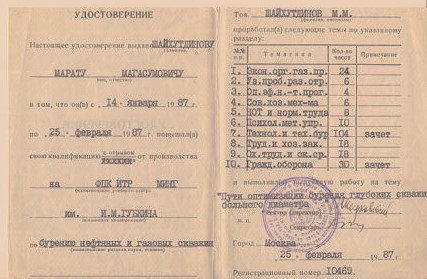 УДОСТОВЕРЕНИЕ
Настоящее удостоверение выдано ШАЙХУТДИНОВУ
МАРАТУ МАГАСУМОВИЧУ
в том, что он(а) с 14 января 1987 г.
по 25 февраля 1987 г. повышал(а)
с отрывом
свою квалификацию от производства
на ФПК ИТР МИНГ
им. И.М.ГУБКИНА
по бурению нефтяных и газовых скважин
Тов. ШАЙХУТДИНОВ М.М.
проработал(а) следующие темы по указанному
разделу:
№№ п.п. Тематика Кол-во часов Примечание
1. Экон.орг.газ.пр. 24
2. Уз.проб.раз.отр. 6
3. 4
4. Сов.хоз.мех-ма 6
5. НОТ и норм.труда 8
6. Психол.мет.упр. 10
7. Технол.и тех.бур 104 зачет
8. Труд.и хоз.зак. 18
9. Ох.труд.и ок.ср. 18
10. Гражд.оборона 30 зачет
и выполнил работу на тему
"Пути оптимизации бурения глубоких скважин
большого диаметра"
Ректор (директор)
Секретарь
Город Москва
25 февраля 1987 г.
Регистрационный номер 10469